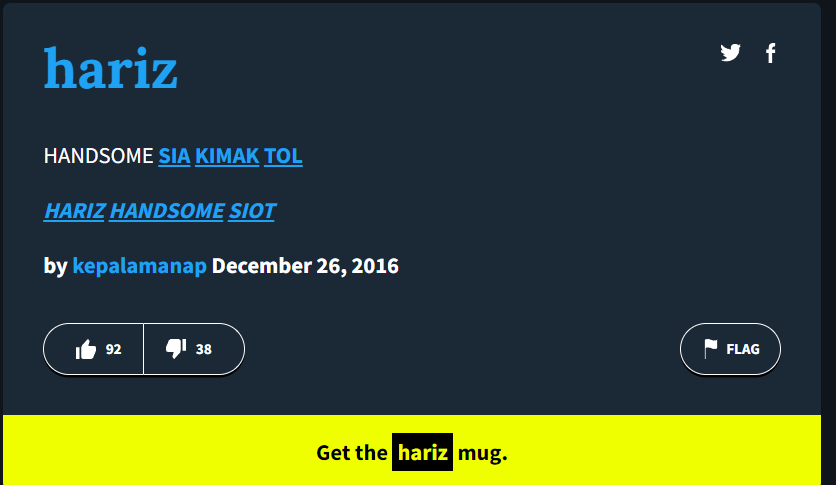 hariz
HANDSOME SIA KIMAK TOL
HARIZ HANDSOME SIOT
by kepalamanap December 26, 2016
92 38 FLAG
Get the hariz mug.